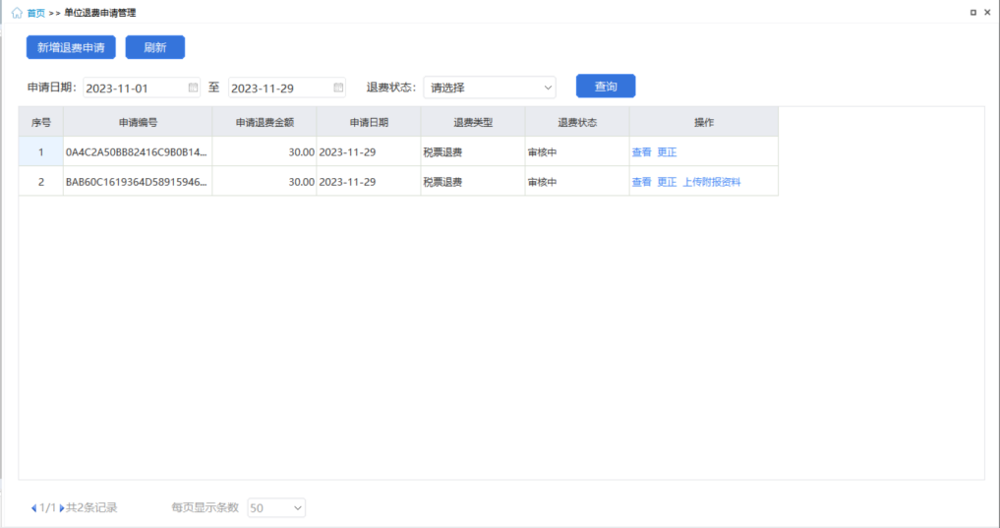 首页 >> 单位退费申请管理
新增退费申请 刷新
申请日期: 2023-11-01 至 2023-11-29 退费状态: 请选择 查询
序号 申请编号 申请退费金额 申请日期 退费类型 退费状态 操作
1 0A4C2A50BB82416C9B0B14... 30.00 2023-11-29 税票退费 审核中 查看 更正
2 BAB60C1619364D58915946... 30.00 2023-11-29 税票退费 审核中 查看 更正 上传附报资料
1/1 共2条记录 每页显示条数 50